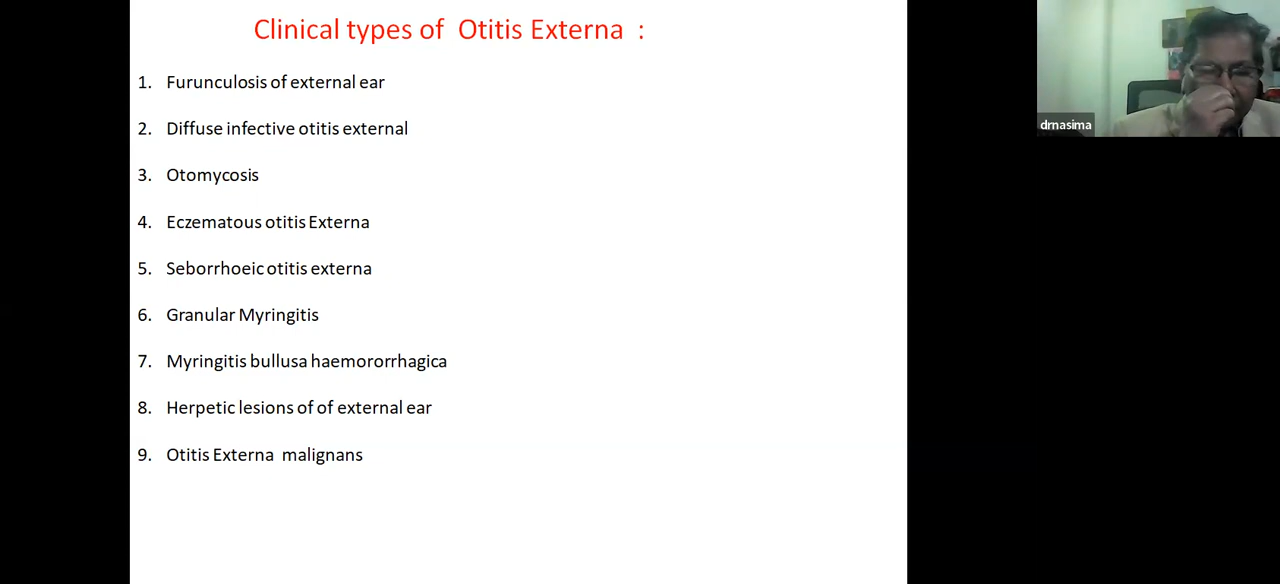 Clinical types of Otitis Externa :
1. Furunculosis of external ear
2. Diffuse infective otitis external
3. Otomycosis
4. Eczematous otitis Externa
5. Seborrhoeic otitis externa
6. Granular Myringitis
7. Myringitis bullusa haemororrhagica
8. Herpetic lesions of of external ear
9. Otitis Externa malignans
drnasima